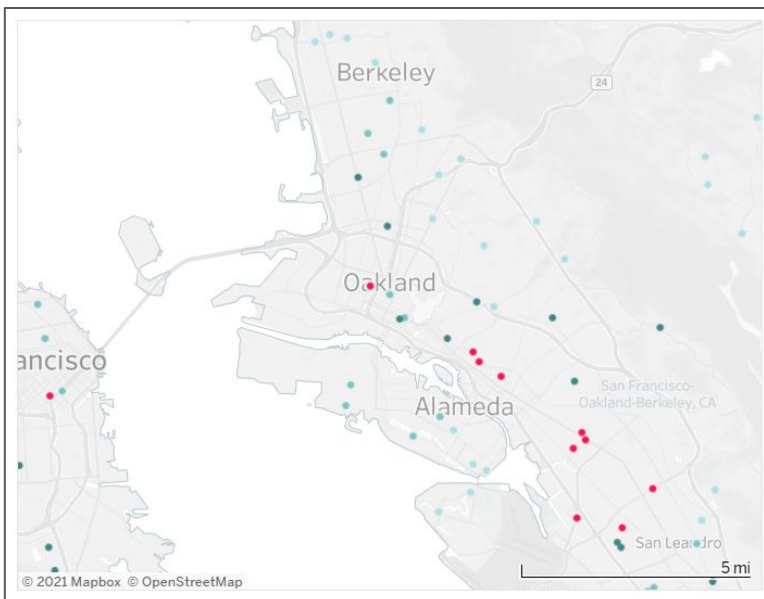 Berkeley
24
Oakland
ancisco
San Francisco-
Oakland-Berkeley, CA
Alameda
San Leandro
5 mi
© 2021 Mapbox © OpenStreetMap